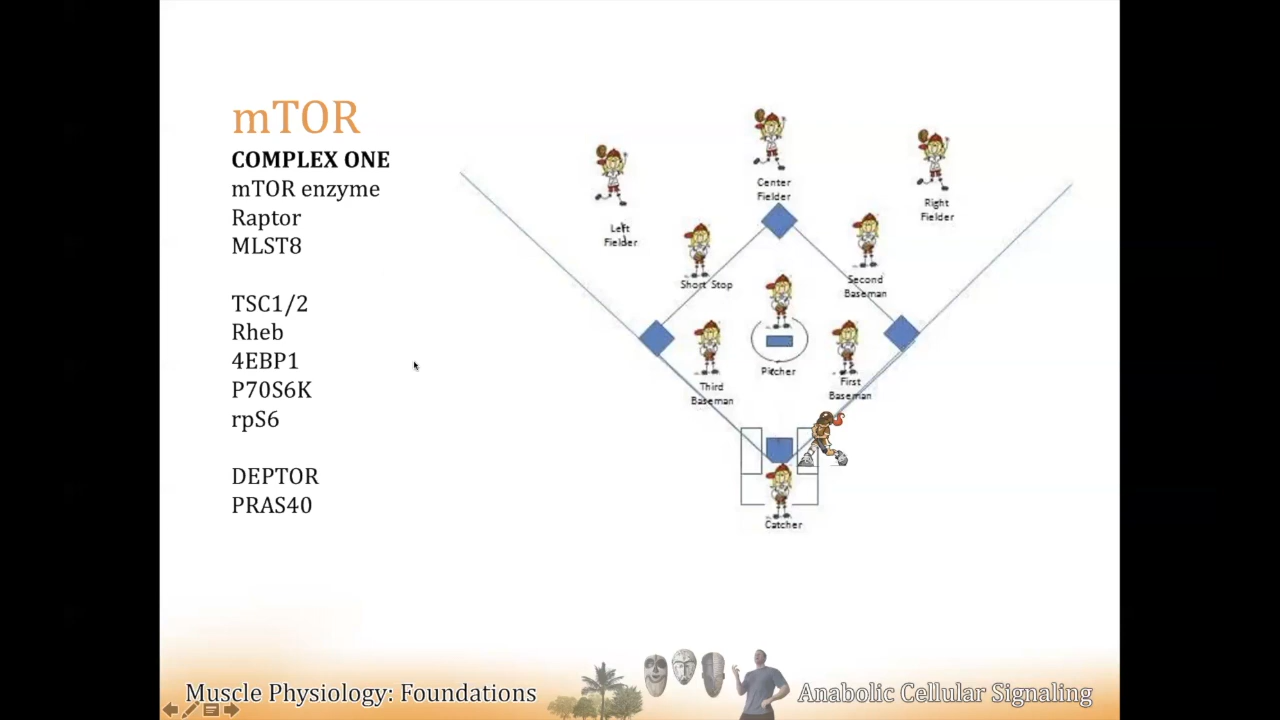 mTOR
COMPLEX ONE
mTOR enzyme
Raptor
MLST8
TSC1/2
Rheb
4EBP1
P70S6K
rpS6
DEPTOR
PRAS40
Center
Fielder
Right
Fielder
Left
Fielder
Short Stop
Second
Baseman
Pitcher
Third
Baseman
First
Baseman
Catcher
Muscle Physiology: Foundations
Anabolic Cellular Signaling